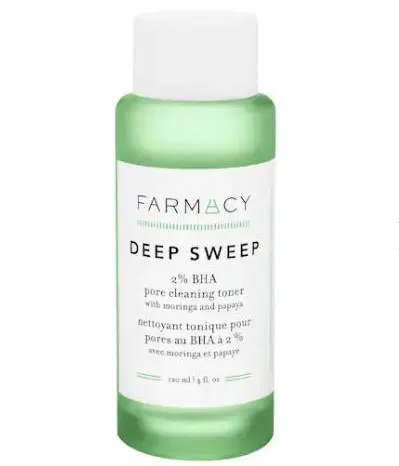 FARMACY
DEEP SWEEP
2% BHA
pore cleaning toner
with moringa and papaya
nettoyant tonique pour
pores au BHA à 2 %
avec moringa et papaye
120 ml / 4 fl. oz